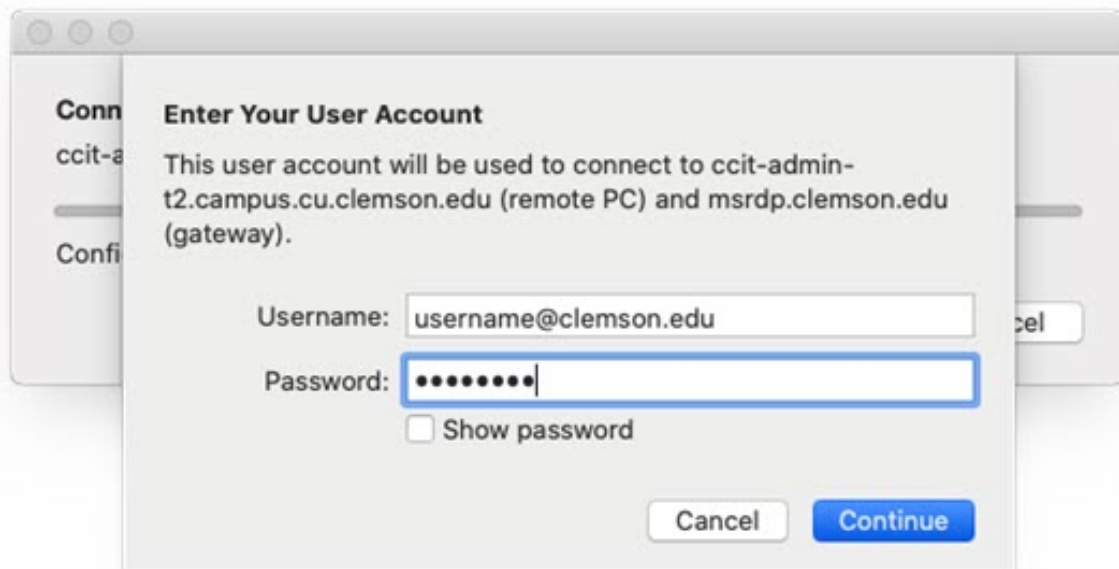 Conn
ccit-a
Confi
cel
Enter Your User Account
This user account will be used to connect to ccit-admin-
t2.campus.cu.clemson.edu (remote PC) and msrdp.clemson.edu
(gateway).
Username: username@clemson.edu
Password: ••••••••
Show password
Cancel Continue